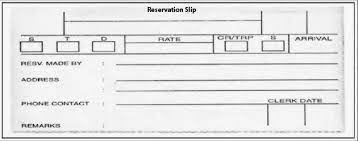 Reservation Slip
S T D RATE CR/TRP S ARRIVAL
RESV. MADE BY :
ADDRESS :
PHONE CONTACT : CLERK DATE
REMARKS :